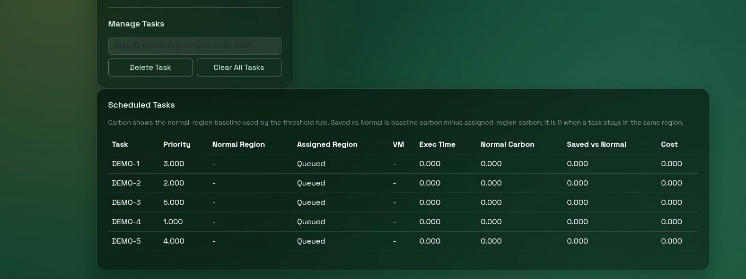 Manage Tasks
Delete Task Clear All Tasks
Scheduled Tasks
Carbon shows the normal-region baseline used by the threshold rule. Saved vs Normal is baseline carbon minus assigned-region carbon; it is 0 when a task stays in the same region.
Task Priority Normal Region Assigned Region VM Exec Time Normal Carbon Saved vs Normal Cost
DEMO-1 3.000 - Queued - 0.000 0.000 0.000 0.000
DEMO-2 2.000 - Queued - 0.000 0.000 0.000 0.000
DEMO-3 5.000 - Queued - 0.000 0.000 0.000 0.000
DEMO-4 1.000 - Queued - 0.000 0.000 0.000 0.000
DEMO-5 4.000 - Queued - 0.000 0.000 0.000 0.000